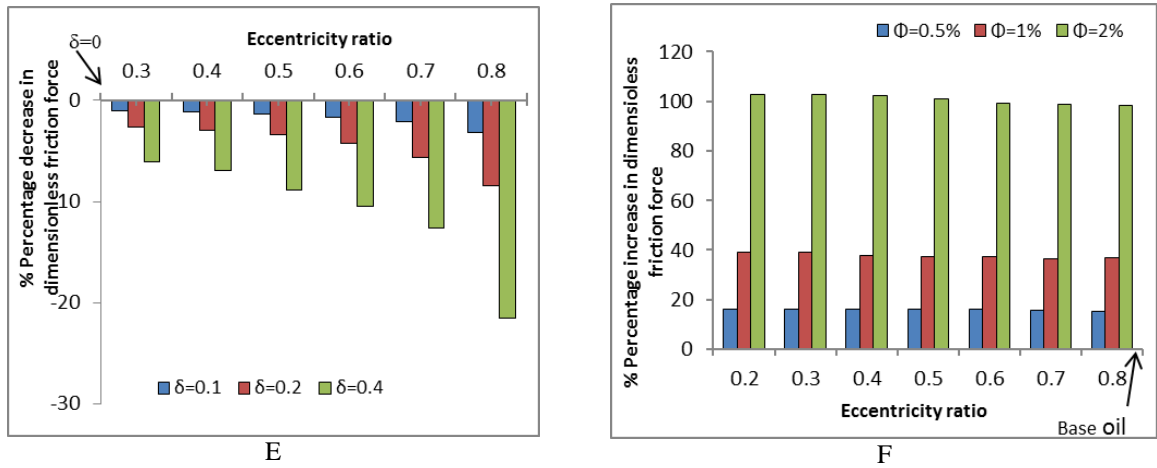 δ=0
Eccentricity ratio
0.3 0.4 0.5 0.6 0.7 0.8
% Percentage decrease in
dimensionless friction force
0
-10
-20
-30
δ=0.1 δ=0.2 δ=0.4
E
Φ=0.5% Φ=1% Φ=2%
% Percentage increase in dimensioless
friction force
120
100
80
60
40
20
0
0.2 0.3 0.4 0.5 0.6 0.7 0.8
Eccentricity ratio
Base oil
F